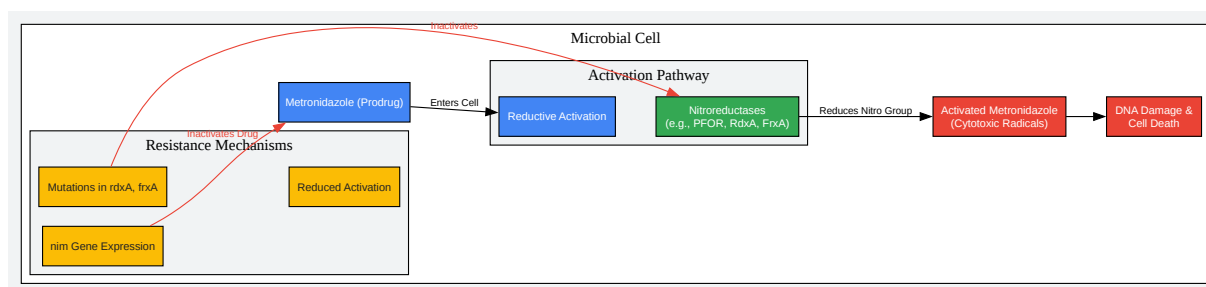 Inactivates
Microbial Cell
Activation Pathway
Metronidazole (Prodrug)
Enters Cell
Reductive Activation
Nitroreductases
(e.g., PFOR, RdxA, FrxA)
Reduces Nitro Group
Activated Metronidazole
(Cytotoxic Radicals)
DNA Damage &
Cell Death
Inactivates Drug
Resistance Mechanisms
Mutations in rdxA, frxA
Reduced Activation
nim Gene Expression